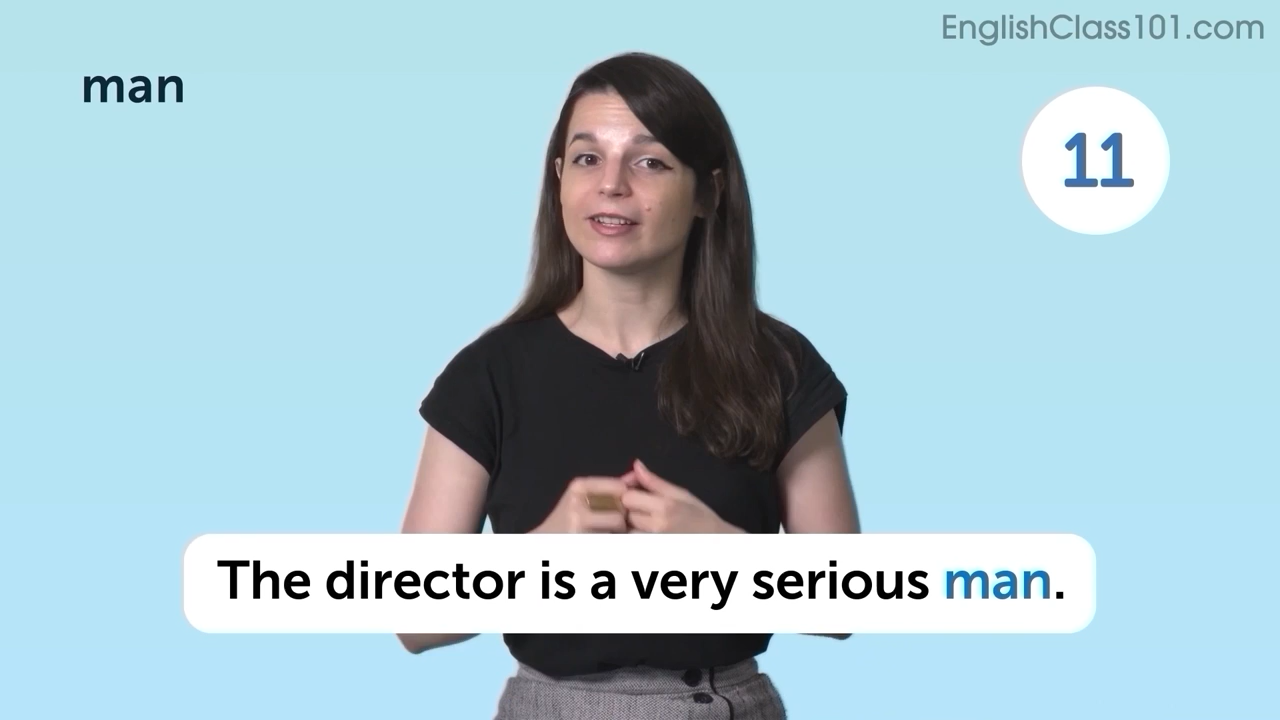 EnglishClass101.com
man
11
The director is a very serious man.